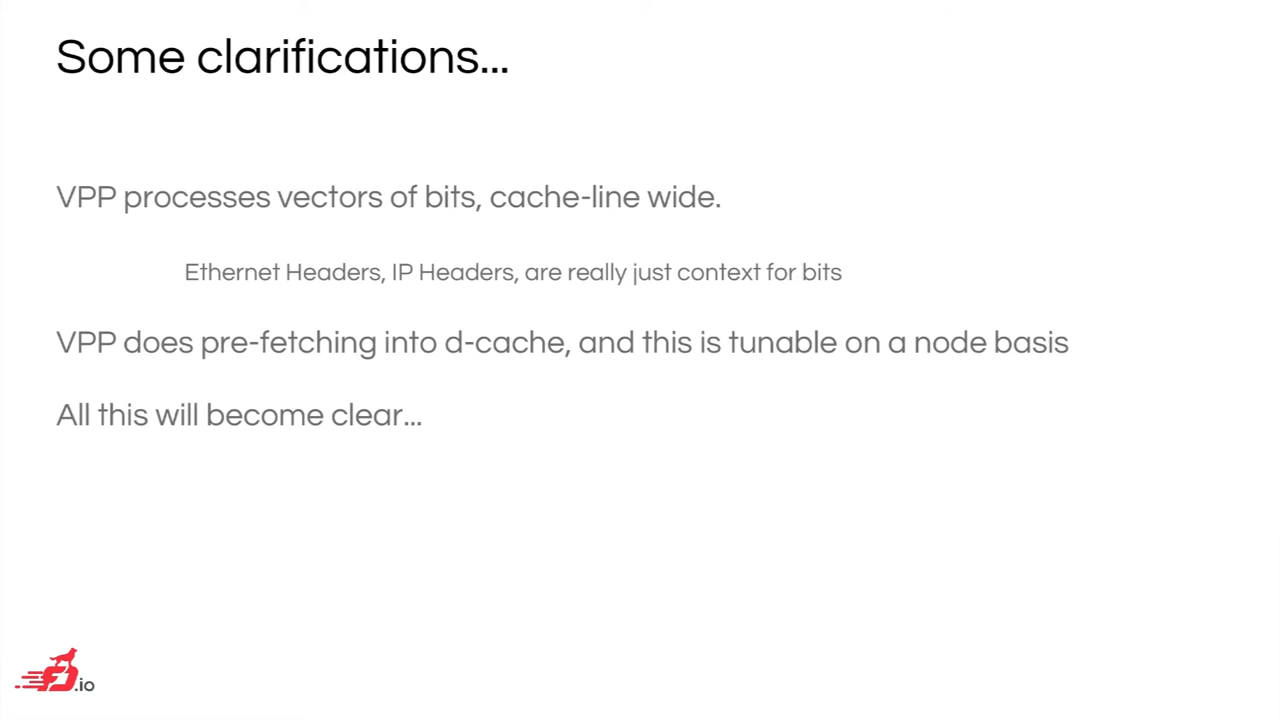 Some clarifications...
VPP processes vectors of bits, cache-line wide.
Ethernet Headers, IP Headers, are really just context for bits
VPP does pre-fetching into d-cache, and this is tunable on a node basis
All this will become clear...
FD.io